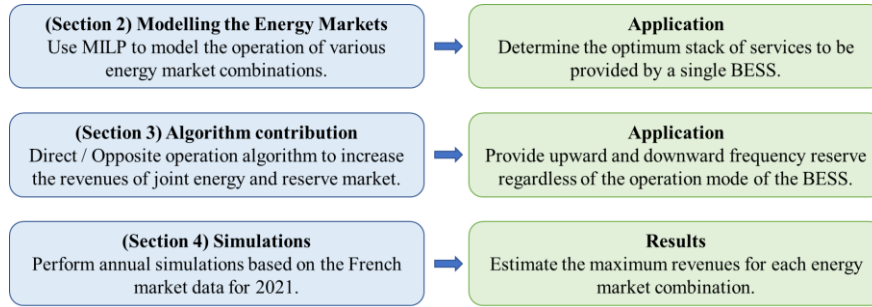 (Section 2) Modelling the Energy Markets
Use MILP to model the operation of various
energy market combinations.
Application
Determine the optimum stack of services to be
provided by a single BESS.
(Section 3) Algorithm contribution
Direct / Opposite operation algorithm to increase
the revenues of joint energy and reserve market.
Application
Provide upward and downward frequency reserve
regardless of the operation mode of the BESS.
(Section 4) Simulations
Perform annual simulations based on the French
market data for 2021.
Results
Estimate the maximum revenues for each energy
market combination.